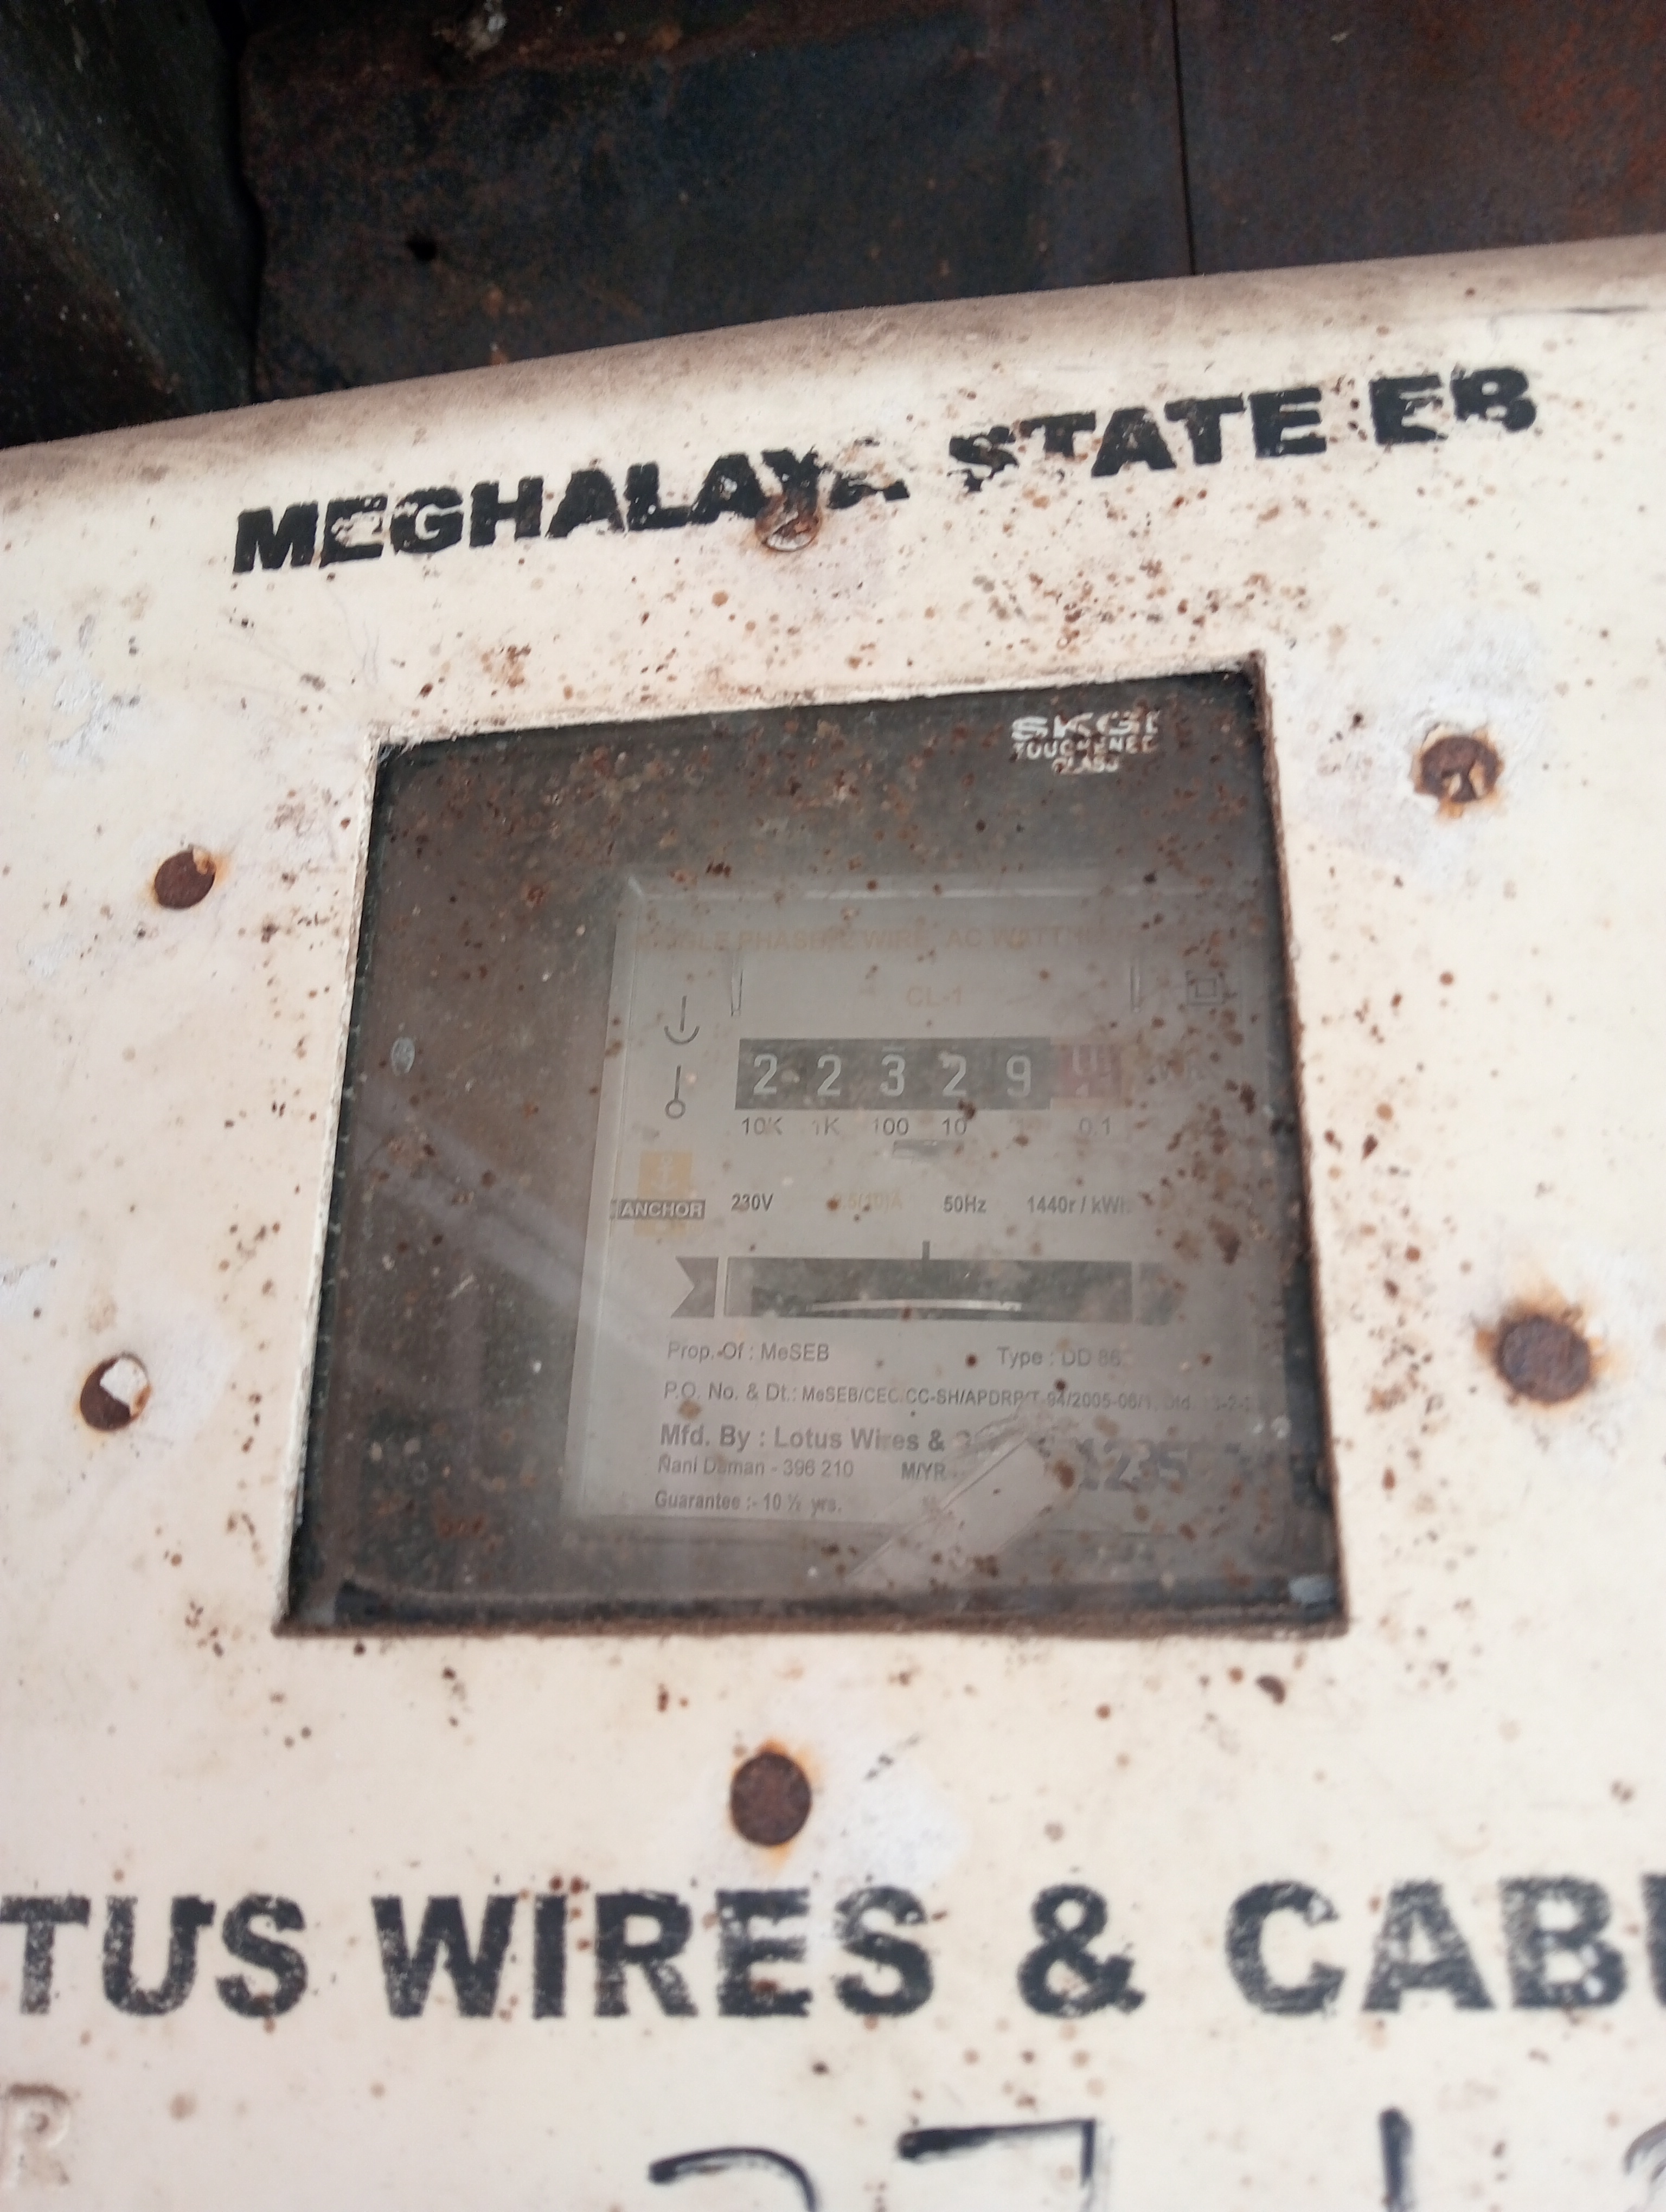 MEGHALAYA STATE EB
SKGI
TOUGHENED
GLASS
PHASE WIRE AC
CL-1
2 2 3 2 9
10K 1K 100 10 0.1
ANCHOR 230V 50Hz 1440r / kWh
Prop. Of : MeSEB Type : DD 86
P.O. No. & Dt.: MeSEB/CEC/CC-SH/APDRP/T-94/2005-06/
Mfd. By : Lotus Wires &
Nani Daman - 396 210 M/YR
Guarantee :- 10 ½ yrs.
TUS WIRES & CAB
R